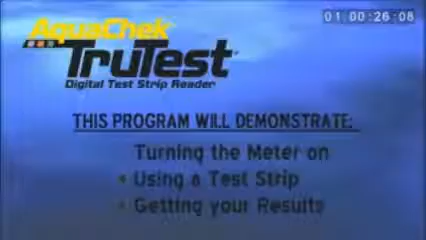 01:00:26:08
AquaChek
TruTest
Digital Test Strip Reader
THIS PROGRAM WILL DEMONSTRATE:
Turning the Meter on
• Using a Test Strip
• Getting your Results